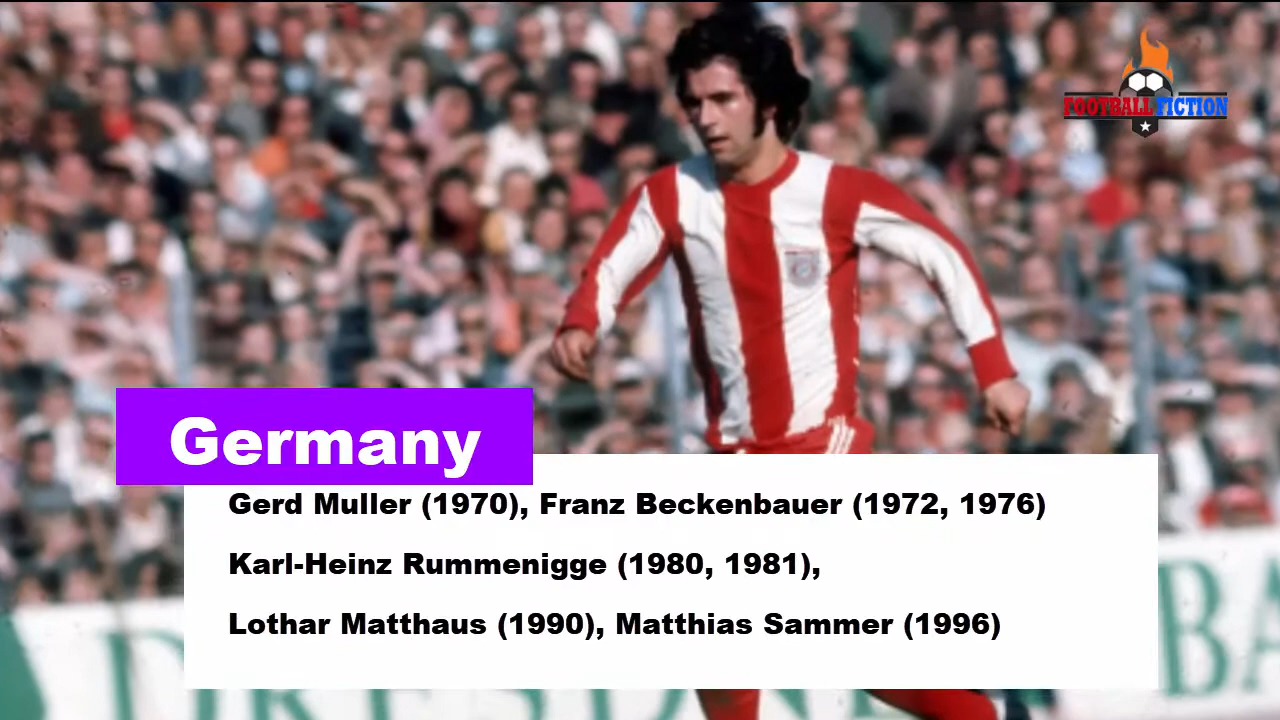 FOOTBALL FICTION
Germany
Gerd Muller (1970), Franz Beckenbauer (1972, 1976)
Karl-Heinz Rummenigge (1980, 1981),
Lothar Matthaus (1990), Matthias Sammer (1996)